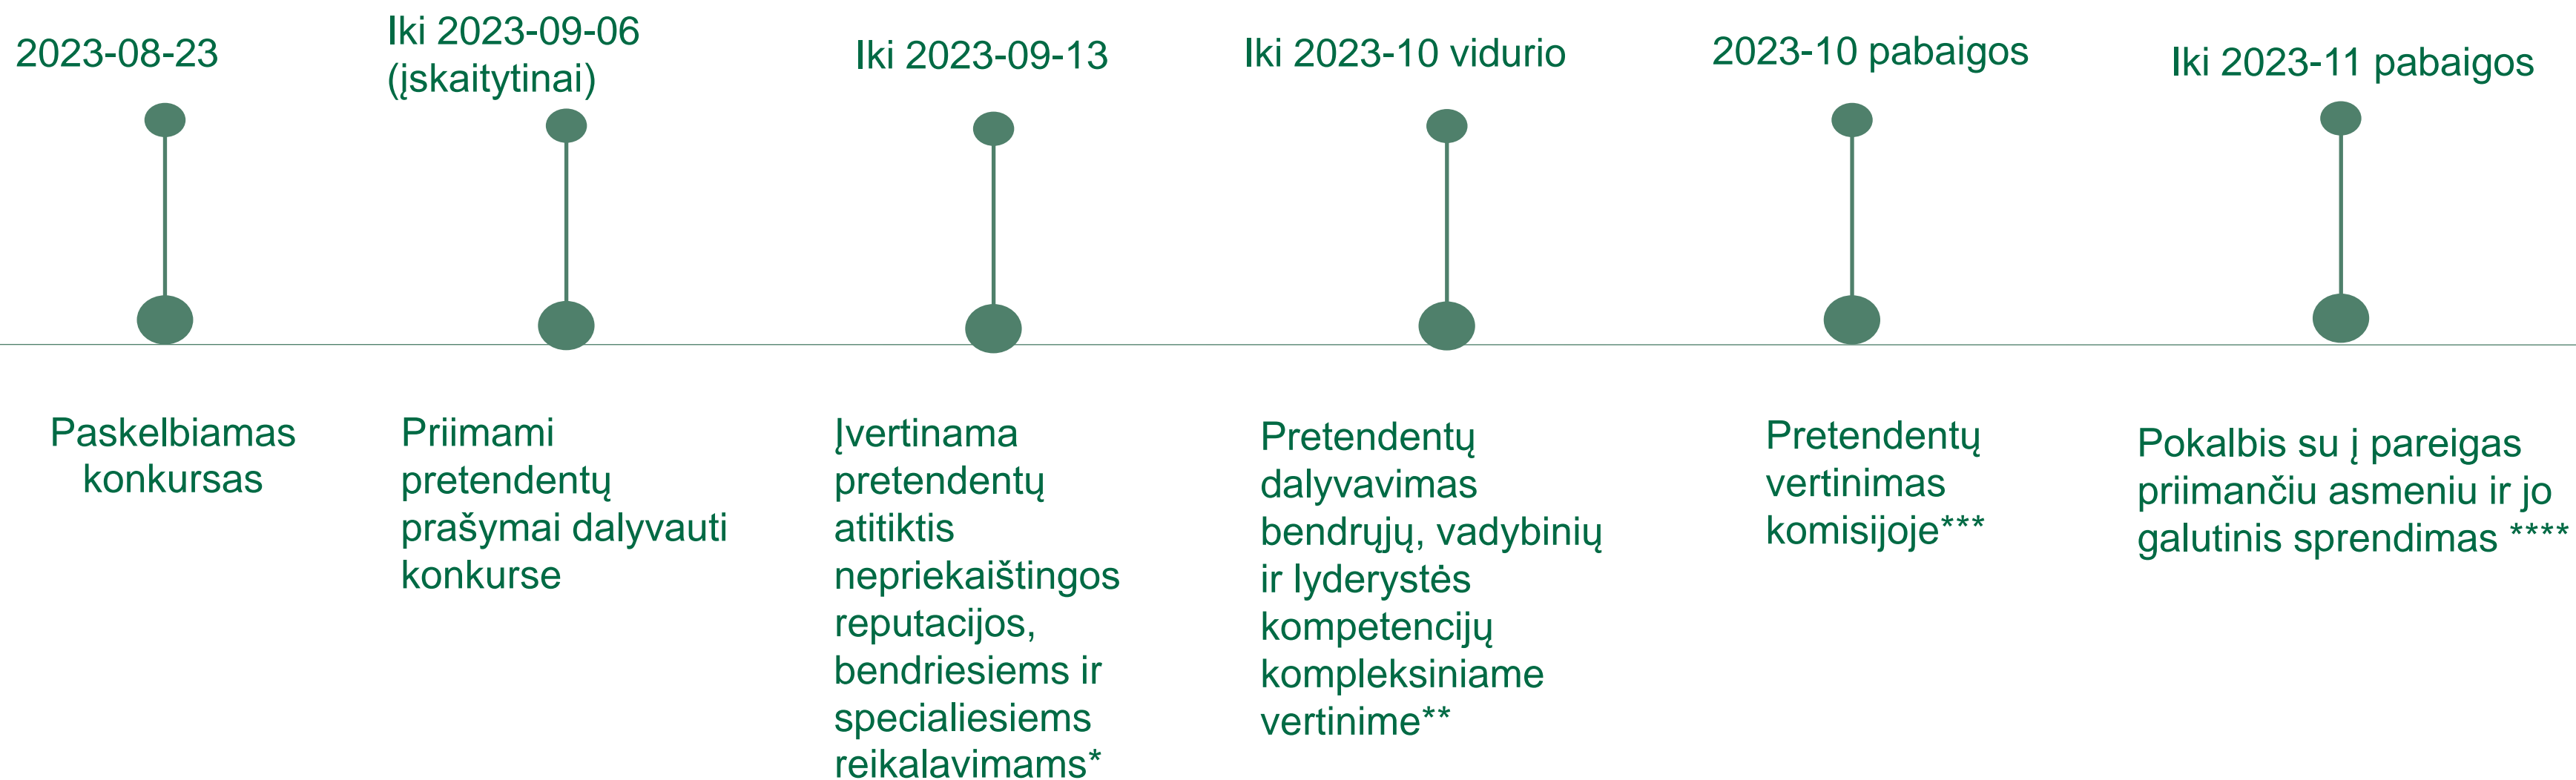 2023-08-23
Iki 2023-09-06
(įskaitytinai)
Iki 2023-09-13
Iki 2023-10 vidurio
2023-10 pabaigos
Iki 2023-11 pabaigos
Paskelbiamas
konkursas
Priimami
pretendentų
prašymai dalyvauti
konkurse
Įvertinama
pretendentų
atitiktis
nepriekaištingos
reputacijos,
bendriesiems ir
specialiesiems
reikalavimams*
Pretendentų
dalyvavimas
bendrųjų, vadybinių
ir lyderystės
kompetencijų
kompleksiniame
vertinime**
Pretendentų
vertinimas
komisijoje***
Pokalbis su į pareigas
priimančiu asmeniu ir jo
galutinis sprendimas ****